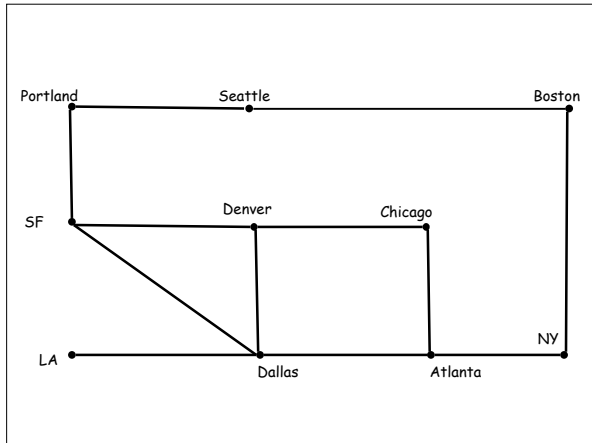 Portland
Seattle
Boston
SF
Denver
Chicago
LA
Dallas
Atlanta
NY